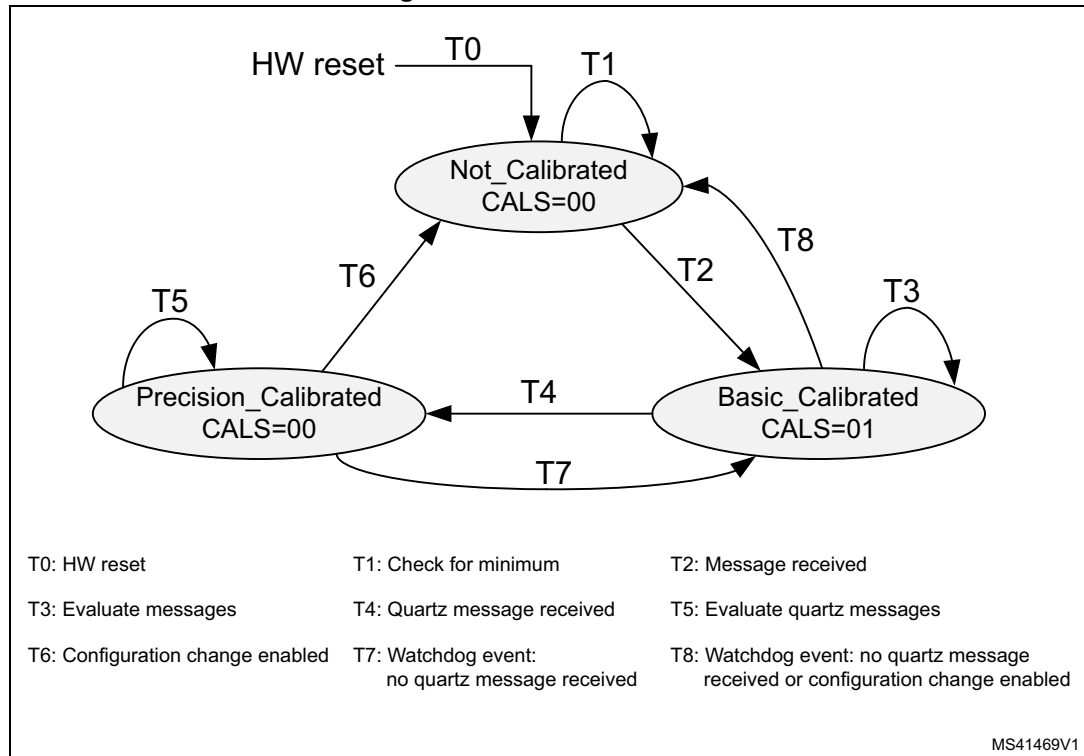 T0
HW reset
T1
Not_Calibrated
CALS=00
T8
T2
T6
T5
T3
Precision_Calibrated
CALS=00
T4
Basic_Calibrated
CALS=01
T7
T0: HW reset
T1: Check for minimum
T2: Message received
T3: Evaluate messages
T4: Quartz message received
T5: Evaluate quartz messages
T6: Configuration change enabled
T7: Watchdog event:
no quartz message received
T8: Watchdog event: no quartz message
received or configuration change enabled
MS41469V1